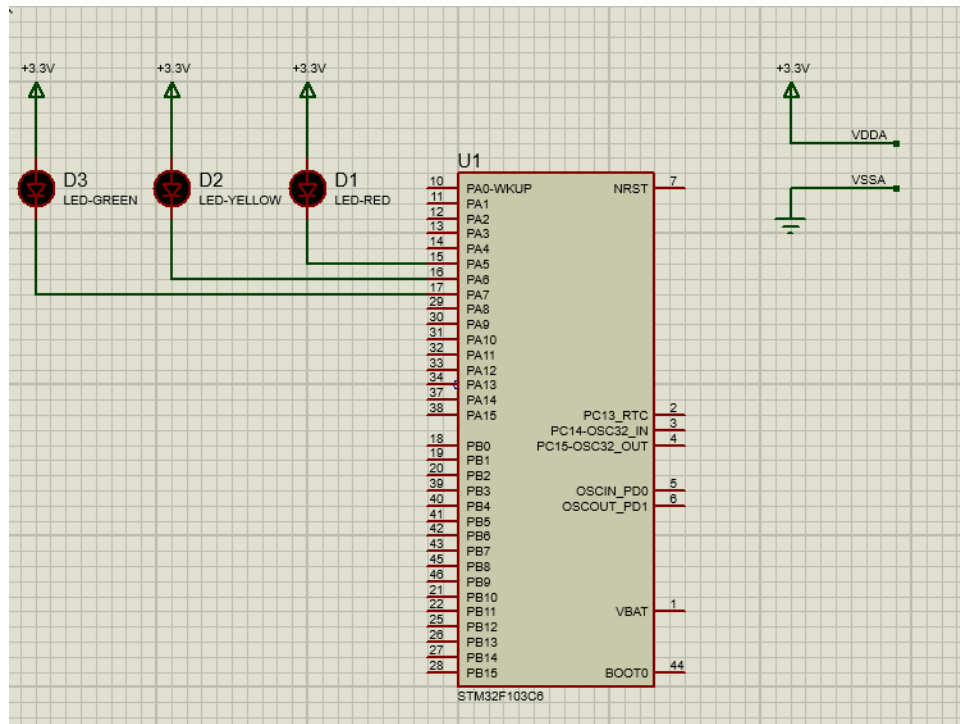 +3.3V
+3.3V
+3.3V
+3.3V
VDDA
VSSA
D3
LED-GREEN
D2
LED-YELLOW
D1
LED-RED
U1
10 PA0-WKUP NRST 7
11 PA1
12 PA2
13 PA3
14 PA4
15 PA5
16 PA6
17 PA7
29 PA8
30 PA9
31 PA10
32 PA11
33 PA12
34 PA13
37 PA14
38 PA15 PC13_RTC 2
PC14-OSC32_IN 3
18 PB0 PC15-OSC32_OUT 4
19 PB1
20 PB2
39 PB3 OSCIN_PD0 5
40 PB4 OSCOUT_PD1 6
41 PB5
42 PB6
43 PB7
45 PB8
46 PB9
21 PB10
22 PB11 VBAT 1
25 PB12
26 PB13
27 PB14
28 PB15 BOOT0 44
STM32F103C6